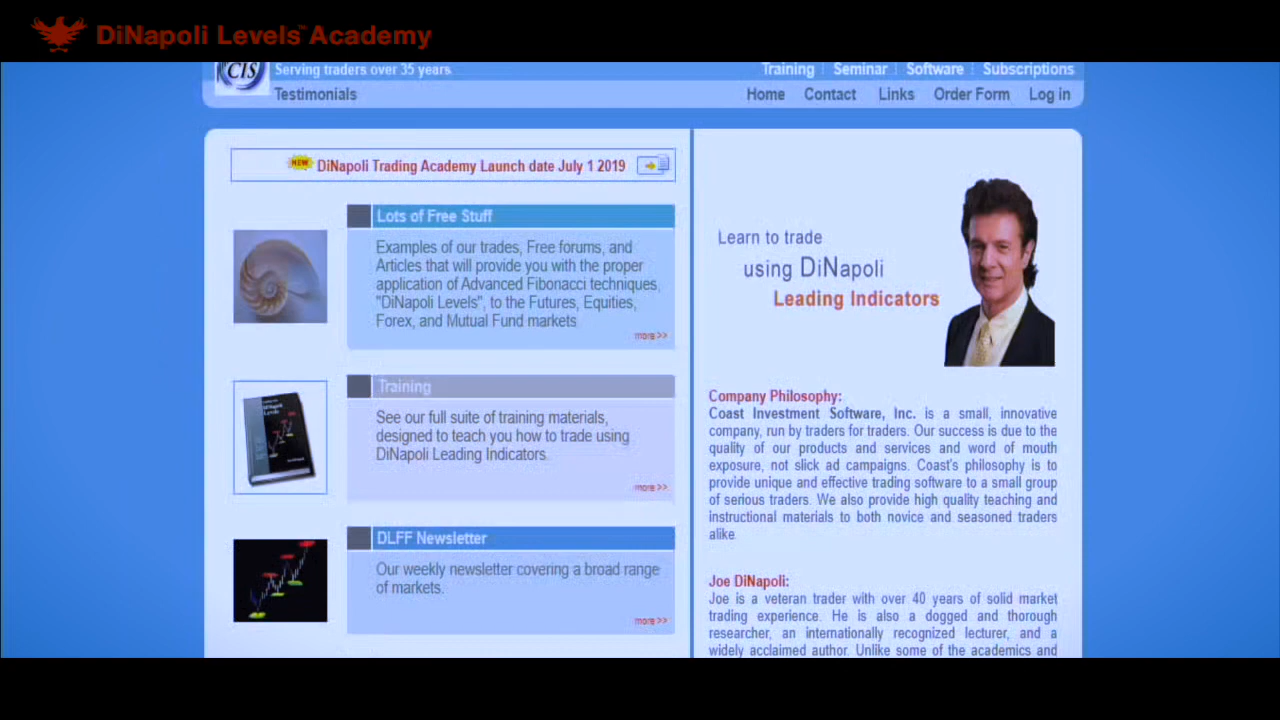 DiNapoli Levels™ Academy
CIS
Serving traders over 35 years
Training Seminar Software Subscriptions
Testimonials
Home Contact Links Order Form Log in
NEW DiNapoli Trading Academy Launch date July 1 2019
Lots of Free Stuff
Examples of our trades, Free forums, and
Articles that will provide you with the proper
application of Advanced Fibonacci techniques,
"DiNapoli Levels", to the Futures, Equities,
Forex, and Mutual Fund markets
more >>
Training
See our full suite of training materials,
designed to teach you how to trade using
DiNapoli Leading Indicators.
more >>
DiNapoli
Levels
DLFF Newsletter
Our weekly newsletter covering a broad range
of markets.
more >>
Learn to trade
using DiNapoli
Leading Indicators
Company Philosophy:
Coast Investment Software, Inc. is a small, innovative
company, run by traders for traders. Our success is due to the
quality of our products and services and word of mouth
exposure, not slick ad campaigns. Coast's philosophy is to
provide unique and effective trading software to a small group
of serious traders. We also provide high quality teaching and
instructional materials to both novice and seasoned traders
alike.
Joe DiNapoli:
Joe is a veteran trader with over 40 years of solid market
trading experience. He is also a dogged and thorough
researcher, an internationally recognized lecturer, and a
widely acclaimed author. Unlike some of the academics and